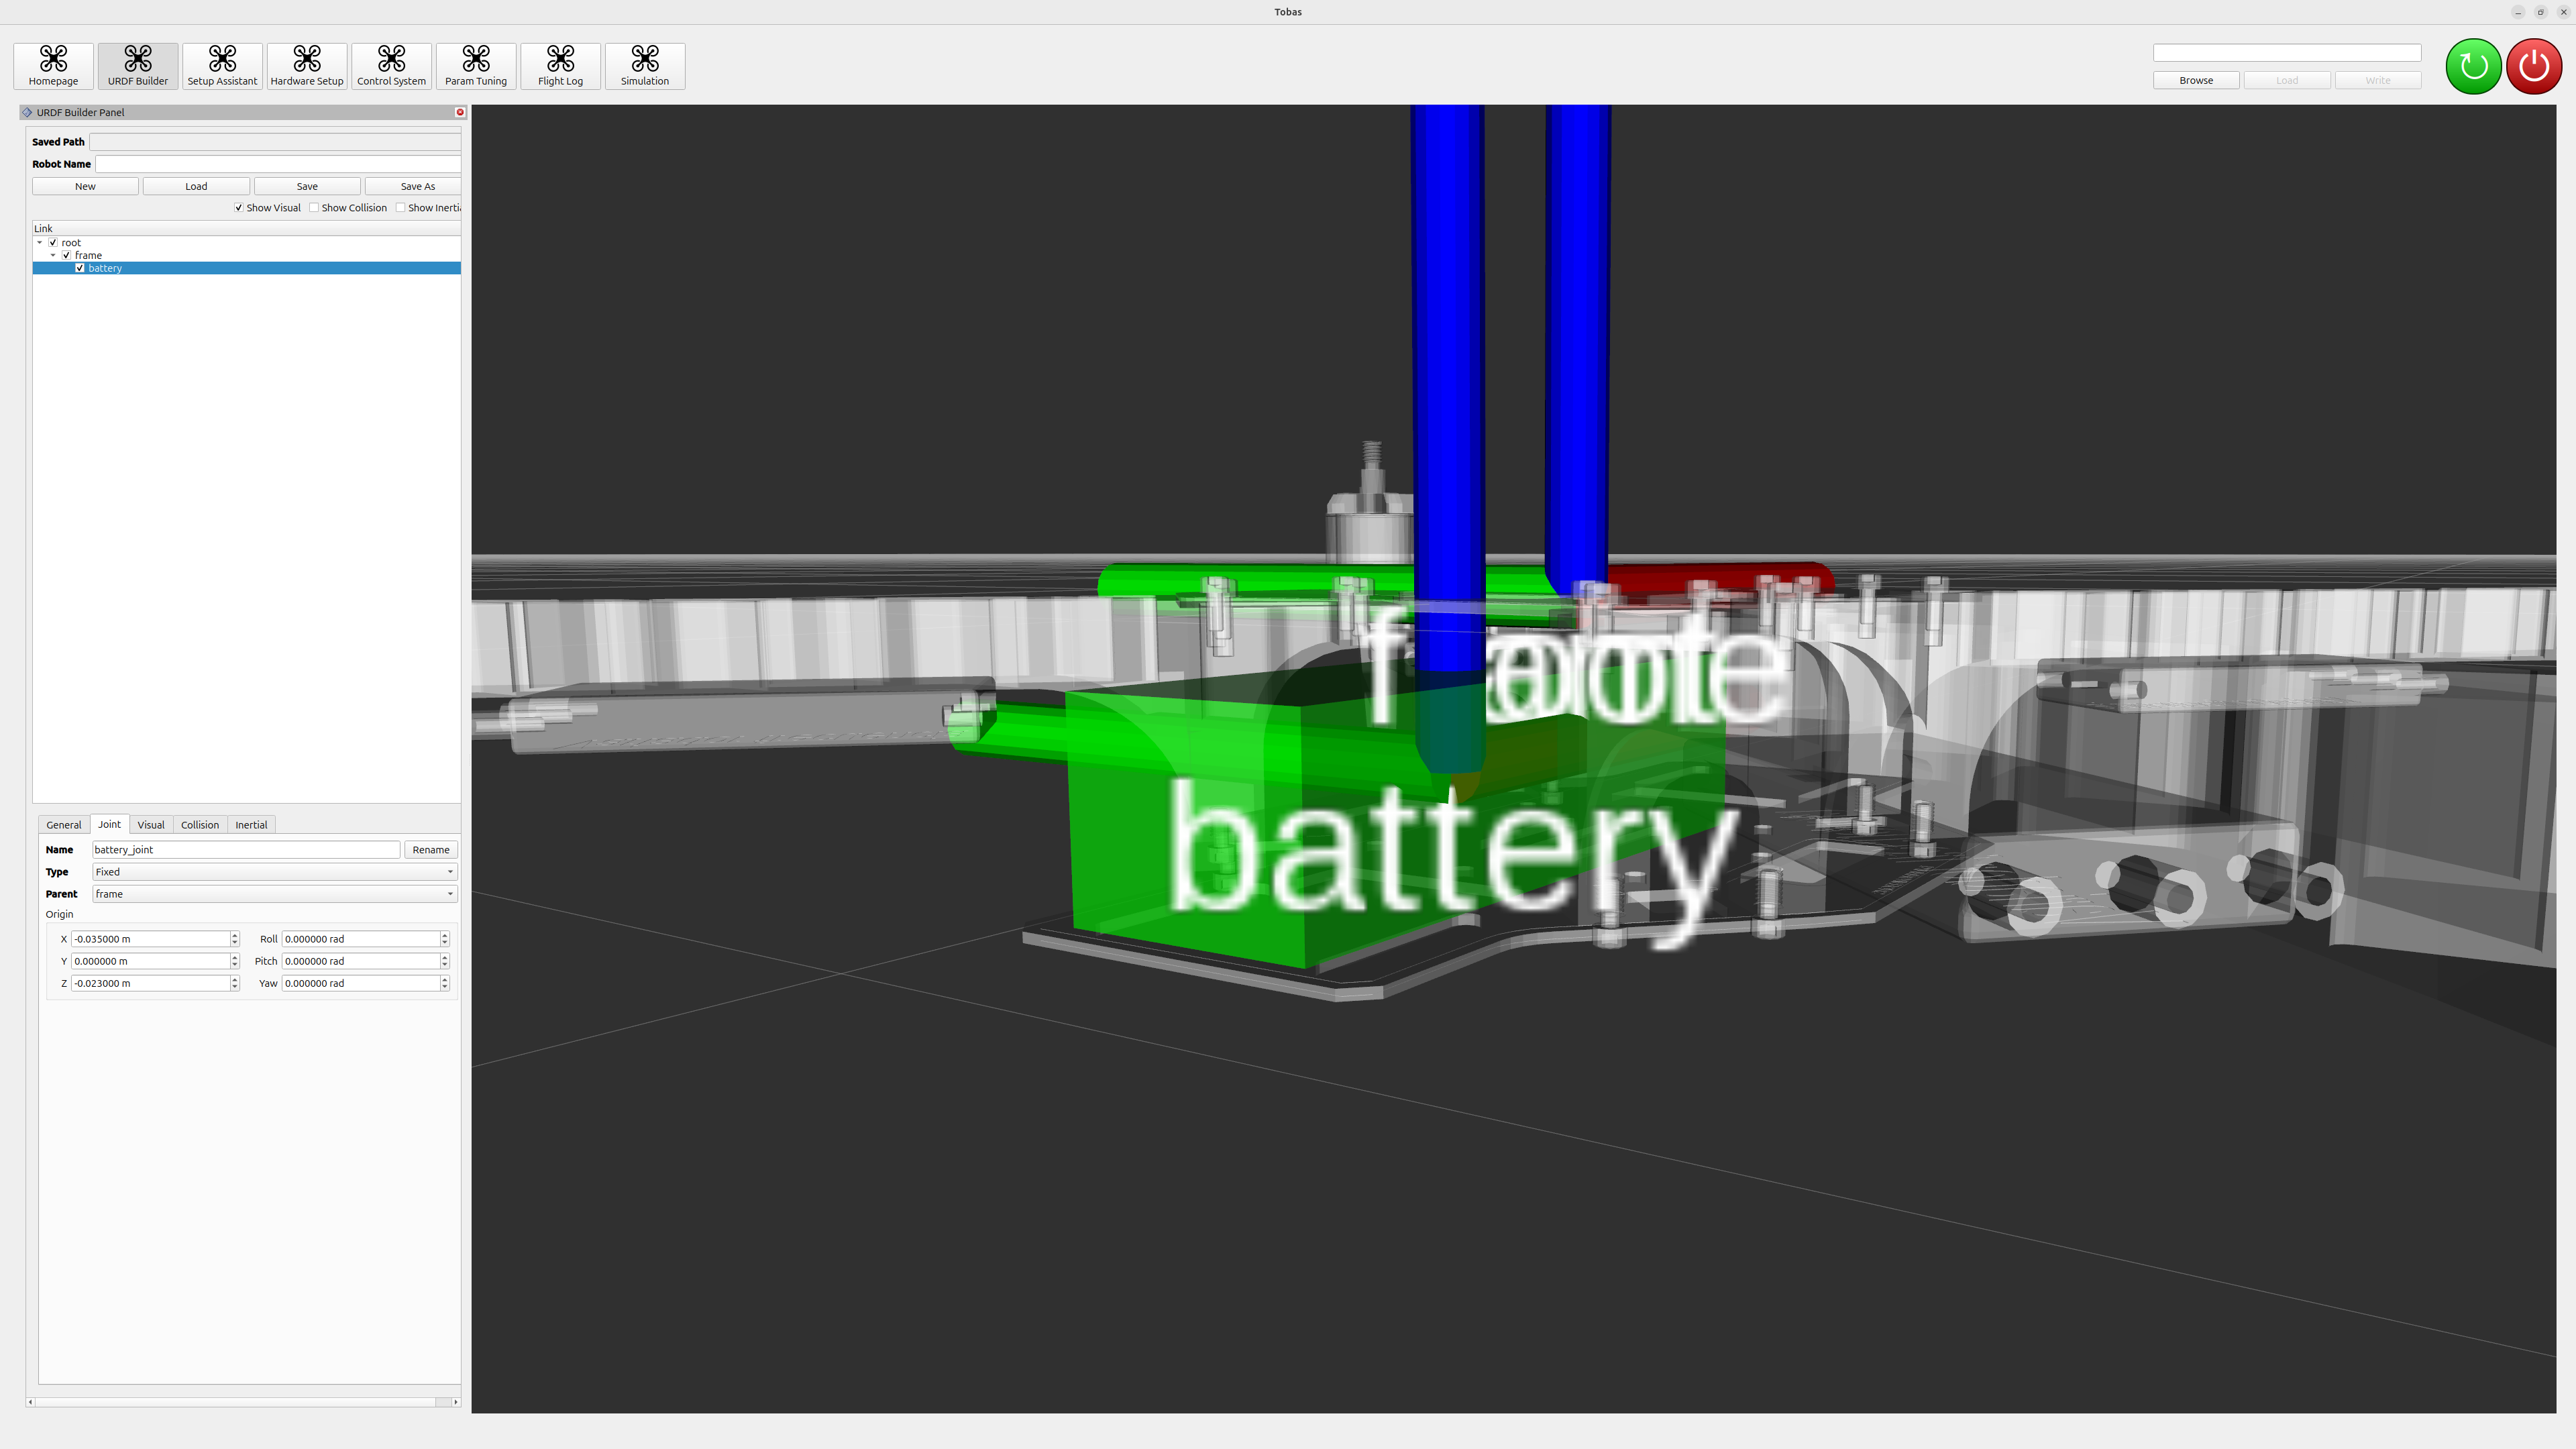 Tobas
Homepage
URDF Builder
Setup Assistant
Hardware Setup
Control System
Param Tuning
Flight Log
Simulation
Browse
Load
Write
URDF Builder Panel
Saved Path
Robot Name
New
Load
Save
Save As
Show Visual
Show Collision
Show Inertia
Link
root
frame
battery
General
Joint
Visual
Collision
Inertial
Name
battery_joint
Rename
Type
Fixed
Parent
frame
Origin
X
-0.035000 m
Roll
0.000000 rad
Y
0.000000 m
Pitch
0.000000 rad
Z
-0.023000 m
Yaw
0.000000 rad
battery